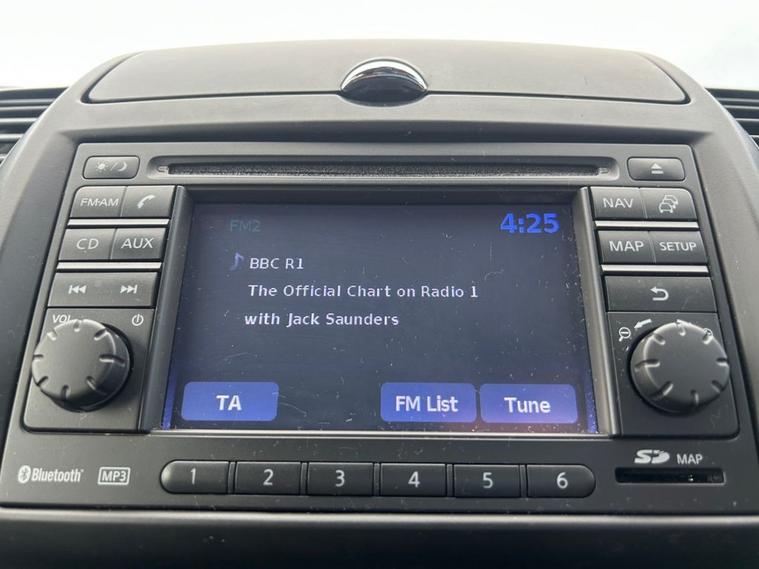 FM-AM
NAV
FM2
4:25
CD AUX
MAP SETUP
BBC R1
The Official Chart on Radio 1
with Jack Saunders
VOL
TA FM List Tune
Bluetooth MP3 1 2 3 4 5 6 SD MAP